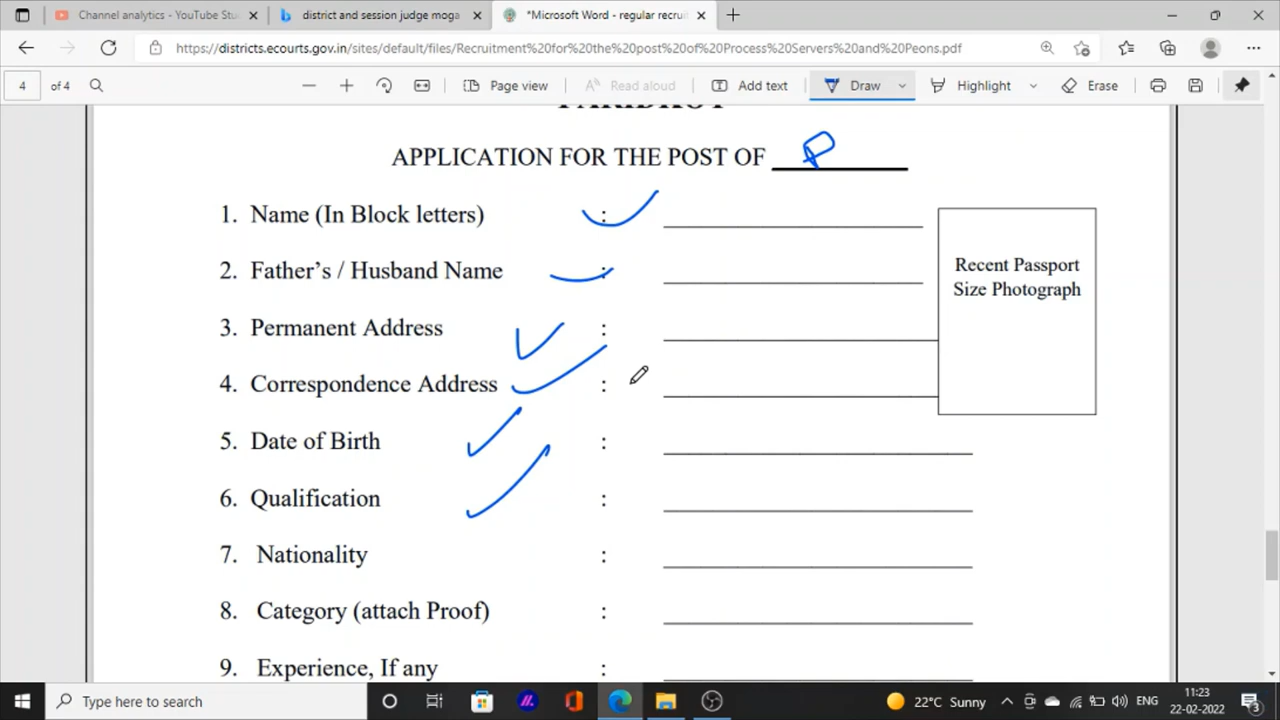 Channel analytics - YouTube Stu
district and session judge moga
*Microsoft Word - regular recruit
https://districts.ecourts.gov.in/sites/default/files/Recruitment%20for%20the%20post%20of%20Process%20Servers%20and%20Peons.pdf
4 of 4
Page view
Read aloud
Add text
Draw
Highlight
Erase
FARIDKOT
APPLICATION FOR THE POST OF P
1. Name (In Block letters) :
2. Father's / Husband Name :
3. Permanent Address :
4. Correspondence Address :
5. Date of Birth :
6. Qualification :
7. Nationality :
8. Category (attach Proof) :
9. Experience, If any :
Recent Passport
Size Photograph
Type here to search
22°C Sunny
ENG
11:23
22-02-2022
3